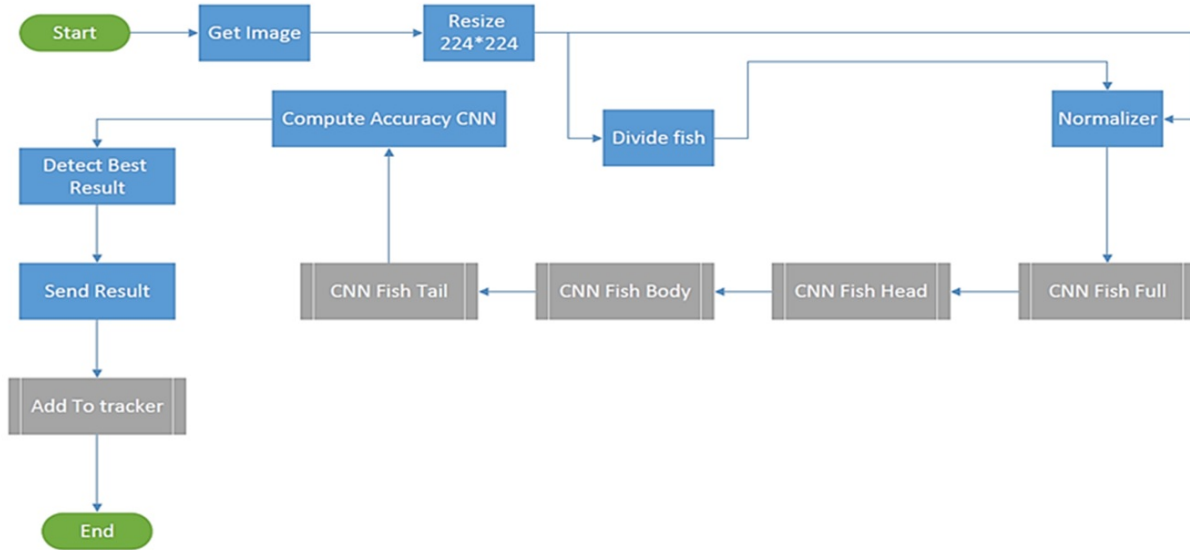 Start
Get Image
Resize
224*224
Compute Accuracy CNN
Divide fish
Normalizer
Detect Best
Result
Send Result
CNN Fish Tail
CNN Fish Body
CNN Fish Head
CNN Fish Full
Add To tracker
End